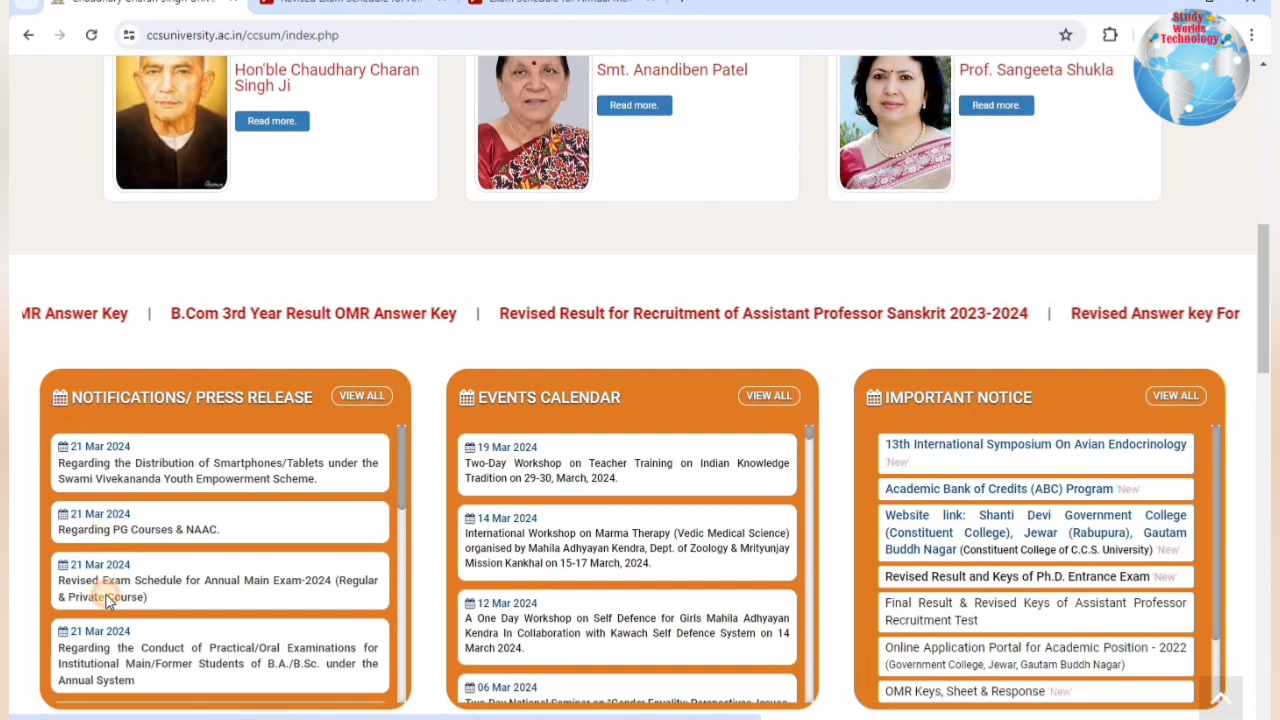 ccsuniversity.ac.in/ccsum/index.php
Study
Worlds
Technology
Hon'ble Chaudhary Charan
Singh Ji
Read more.
Smt. Anandiben Patel
Read more.
Prof. Sangeeta Shukla
Read more.
MR Answer Key | B.Com 3rd Year Result OMR Answer Key | Revised Result for Recruitment of Assistant Professor Sanskrit 2023-2024 | Revised Answer key For
NOTIFICATIONS/ PRESS RELEASE
VIEW ALL
21 Mar 2024
Regarding the Distribution of Smartphones/Tablets under the
Swami Vivekananda Youth Empowerment Scheme.
21 Mar 2024
Regarding PG Courses & NAAC.
21 Mar 2024
Revised Exam Schedule for Annual Main Exam-2024 (Regular
& Private Course)
21 Mar 2024
Regarding the Conduct of Practical/Oral Examinations for
Institutional Main/Former Students of B.A./B.Sc. under the
Annual System
EVENTS CALENDAR
VIEW ALL
19 Mar 2024
Two-Day Workshop on Teacher Training on Indian Knowledge
Tradition on 29-30, March, 2024.
14 Mar 2024
International Workshop on Marma Therapy (Vedic Medical Science)
organised by Mahila Adhyayan Kendra, Dept. of Zoology & Mrityunjay
Mission Kankhal on 15-17 March, 2024.
12 Mar 2024
A One Day Workshop on Self Defence for Girls Mahila Adhyayan
Kendra In Collaboration with Kawach Self Defence System on 14
March 2024.
06 Mar 2024
Two-Day National Seminar on "Gender Equality: Perspectives, Issues,
IMPORTANT NOTICE
VIEW ALL
13th International Symposium On Avian Endocrinology
'New'
Academic Bank of Credits (ABC) Program 'New'
Website link: Shanti Devi Government College
(Constituent College), Jewar (Rabupura), Gautam
Buddh Nagar (Constituent College of C.C.S. University) 'New'
Revised Result and Keys of Ph.D. Entrance Exam 'New'
Final Result & Revised Keys of Assistant Professor
Recruitment Test
Online Application Portal for Academic Position - 2022
(Government College, Jewar, Gautam Buddh Nagar)
OMR Keys, Sheet & Response 'New'